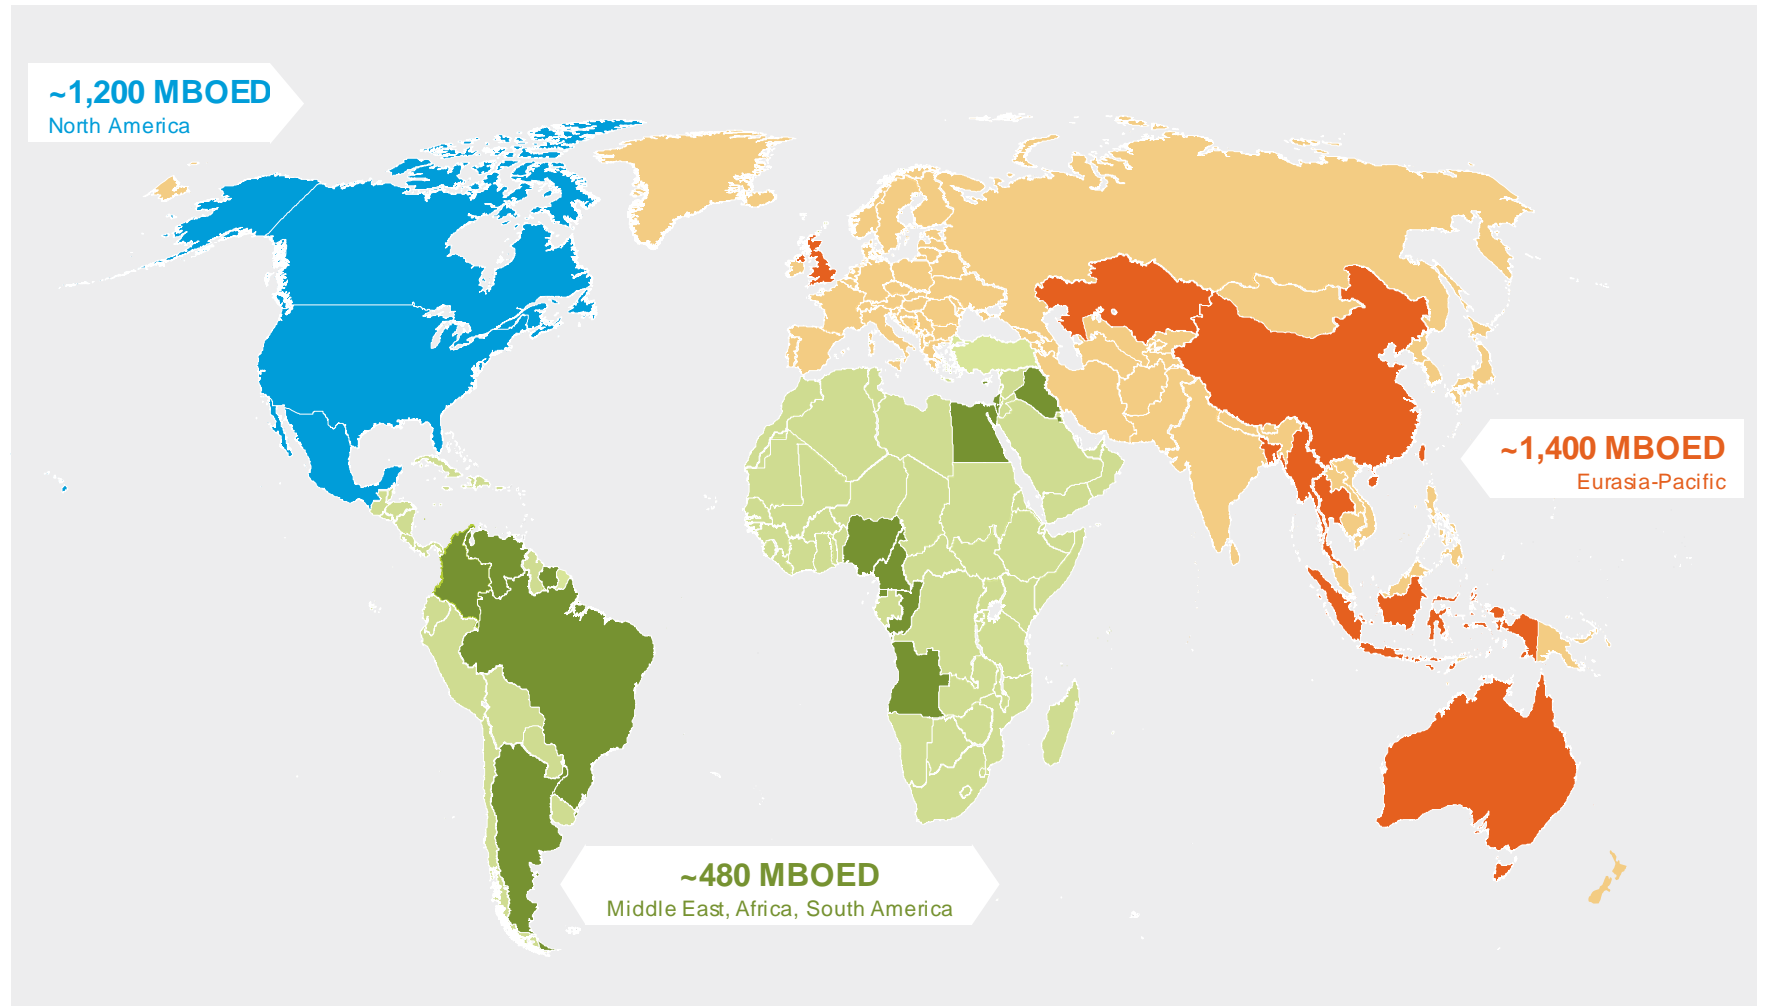 ~1,200 MBOED
North America
~1,400 MBOED
Eurasia-Pacific
~480 MBOED
Middle East, Africa, South America